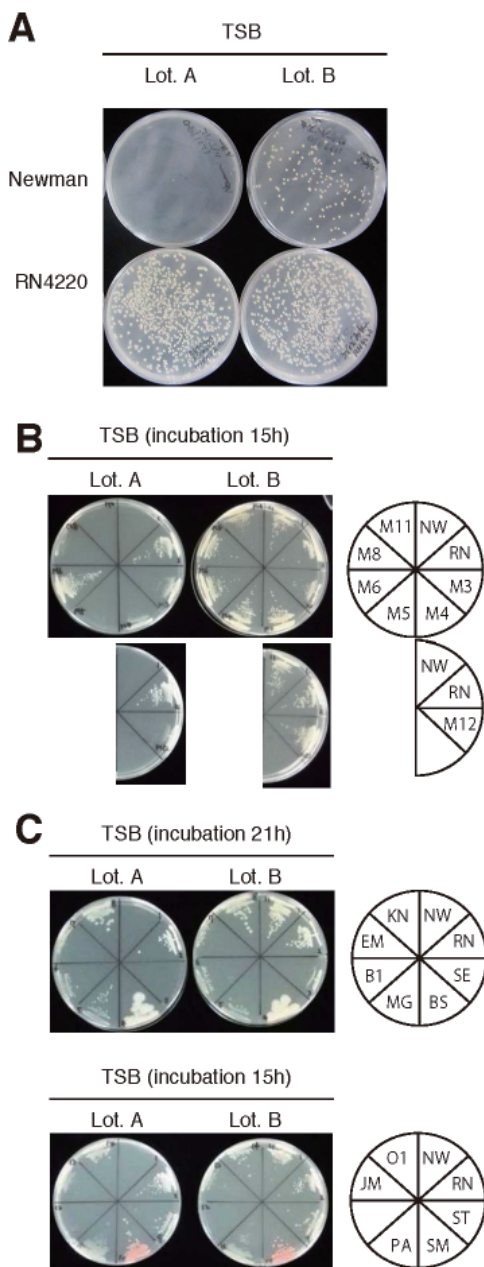 A
TSB
Lot. A Lot. B
Newman
RN4220
B
TSB (incubation 15h)
Lot. A Lot. B
M11 NW
M8 RN
M6 M3
M5 M4
NW
RN
M12
C
TSB (incubation 21h)
Lot. A Lot. B
KN NW
EM RN
B1 SE
MG BS
TSB (incubation 15h)
Lot. A Lot. B
O1 NW
JM RN
ST
PA SM